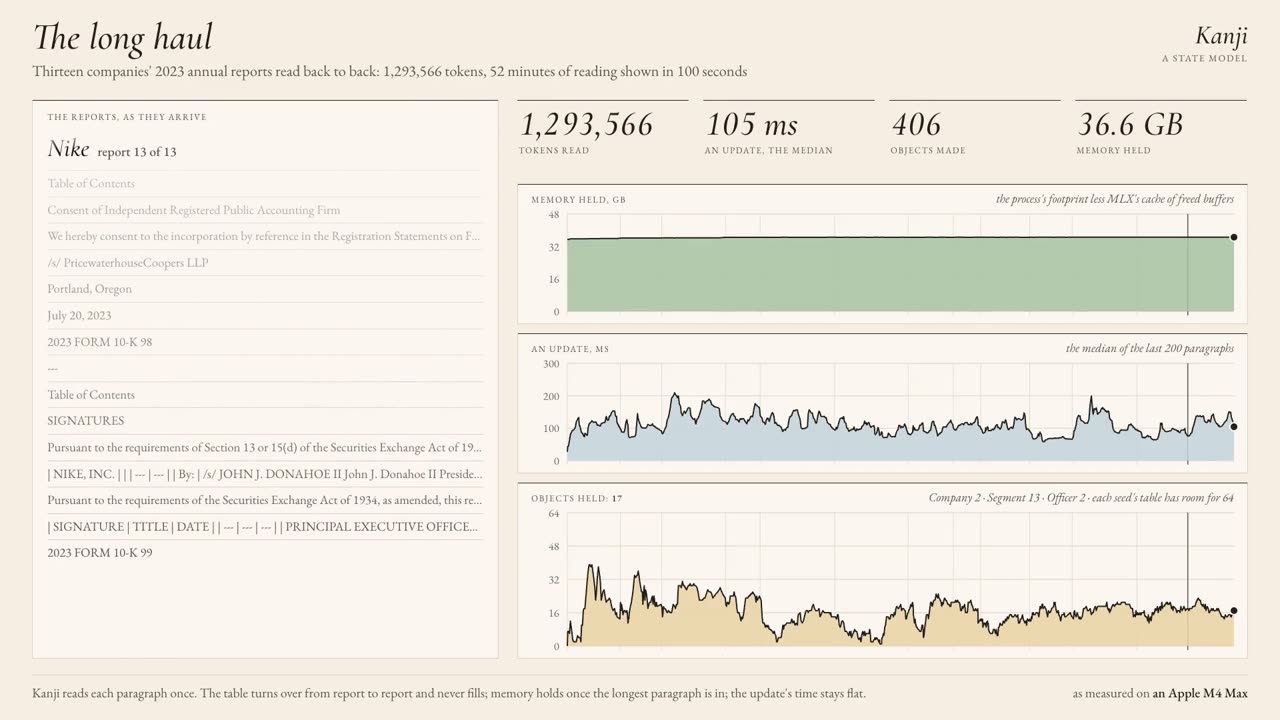 The long haul
Thirteen companies' 2023 annual reports read back to back: 1,293,566 tokens, 52 minutes of reading shown in 100 seconds
Kanji
A STATE MODEL
THE REPORTS, AS THEY ARRIVE
Nike report 13 of 13
Table of Contents
Consent of Independent Registered Public Accounting Firm
We hereby consent to the incorporation by reference in the Registration Statements on F...
/s/ PricewaterhouseCoopers LLP
Portland, Oregon
July 20, 2023
2023 FORM 10-K 98
---
Table of Contents
SIGNATURES
Pursuant to the requirements of Section 13 or 15(d) of the Securities Exchange Act of 19...
| NIKE, INC. | | | --- | --- | | By: | /s/ JOHN J. DONAHOE II John J. Donahoe II Preside...
Pursuant to the requirements of the Securities Exchange Act of 1934, as amended, this re...
| SIGNATURE | TITLE | DATE | | --- | --- | --- | | PRINCIPAL EXECUTIVE OFFICE...
2023 FORM 10-K 99
1,293,566
TOKENS READ
105 ms
AN UPDATE, THE MEDIAN
406
OBJECTS MADE
36.6 GB
MEMORY HELD
MEMORY HELD, GB
the process's footprint less MLX's cache of freed buffers
48
32
16
0
AN UPDATE, MS
the median of the last 200 paragraphs
300
200
100
0
OBJECTS HELD: 17
Company 2 · Segment 13 · Officer 2 · each seed's table has room for 64
64
48
32
16
0
Kanji reads each paragraph once. The table turns over from report to report and never fills; memory holds once the longest paragraph is in; the update's time stays flat.
as measured on an Apple M4 Max